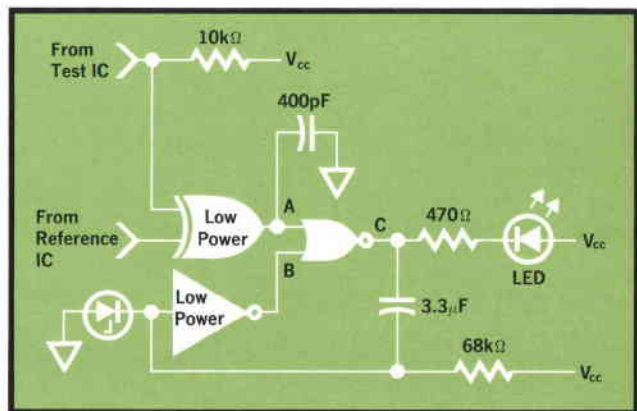 From
Test IC
10kΩ
Vcc
400pF
From
Reference
IC
Low
Power
A
B
C
470Ω
LED
Vcc
Low
Power
3.3μF
68kΩ
Vcc